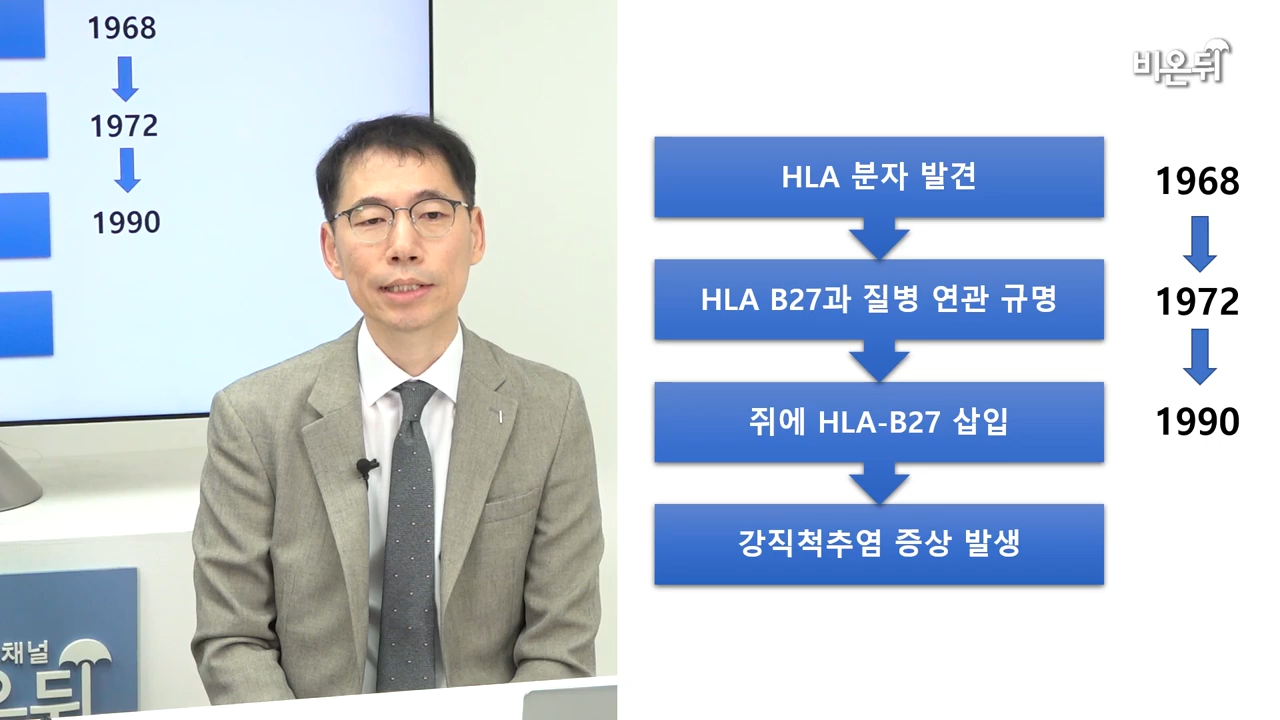 1968
1972
1990
채널
비온뒤
HLA 분자 발견
1968
HLA B27과 질병 연관 규명
1972
쥐에 HLA-B27 삽입
1990
강직척추염 증상 발생